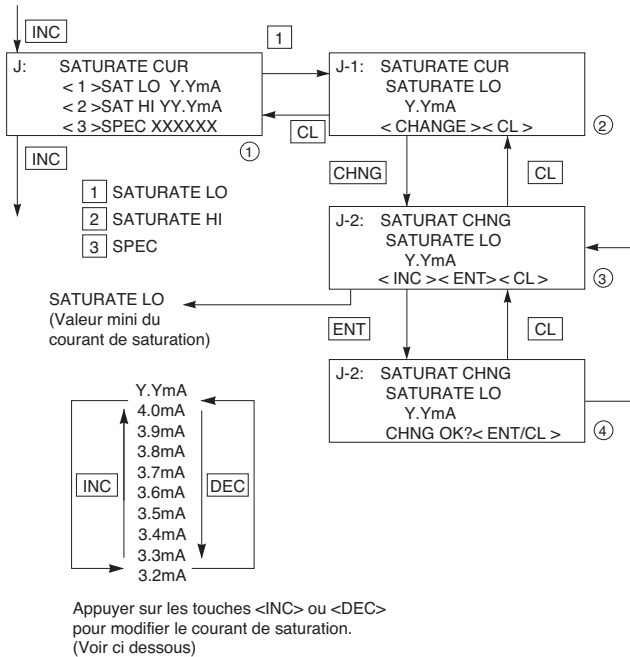 INC
J: SATURATE CUR
< 1 >SAT LO Y.YmA
< 2 >SAT HI YY.YmA
< 3 >SPEC XXXXXX
1
INC
1
CL
J-1: SATURATE CUR
SATURATE LO
Y.YmA
< CHANGE >< CL >
2
CHNG
CL
1 SATURATE LO
2 SATURATE HI
3 SPEC
J-2: SATURAT CHNG
SATURATE LO
Y.YmA
< INC >< ENT>< CL >
3
SATURATE LO
(Valeur mini du
courant de saturation)
ENT
CL
J-2: SATURAT CHNG
SATURATE LO
Y.YmA
CHNG OK?< ENT/CL >
4
Y.YmA
4.0mA
3.9mA
3.8mA
3.7mA
3.6mA
3.5mA
3.4mA
3.3mA
3.2mA
INC
DEC
Appuyer sur les touches <INC> ou <DEC>
pour modifier le courant de saturation.
(Voir ci dessous)